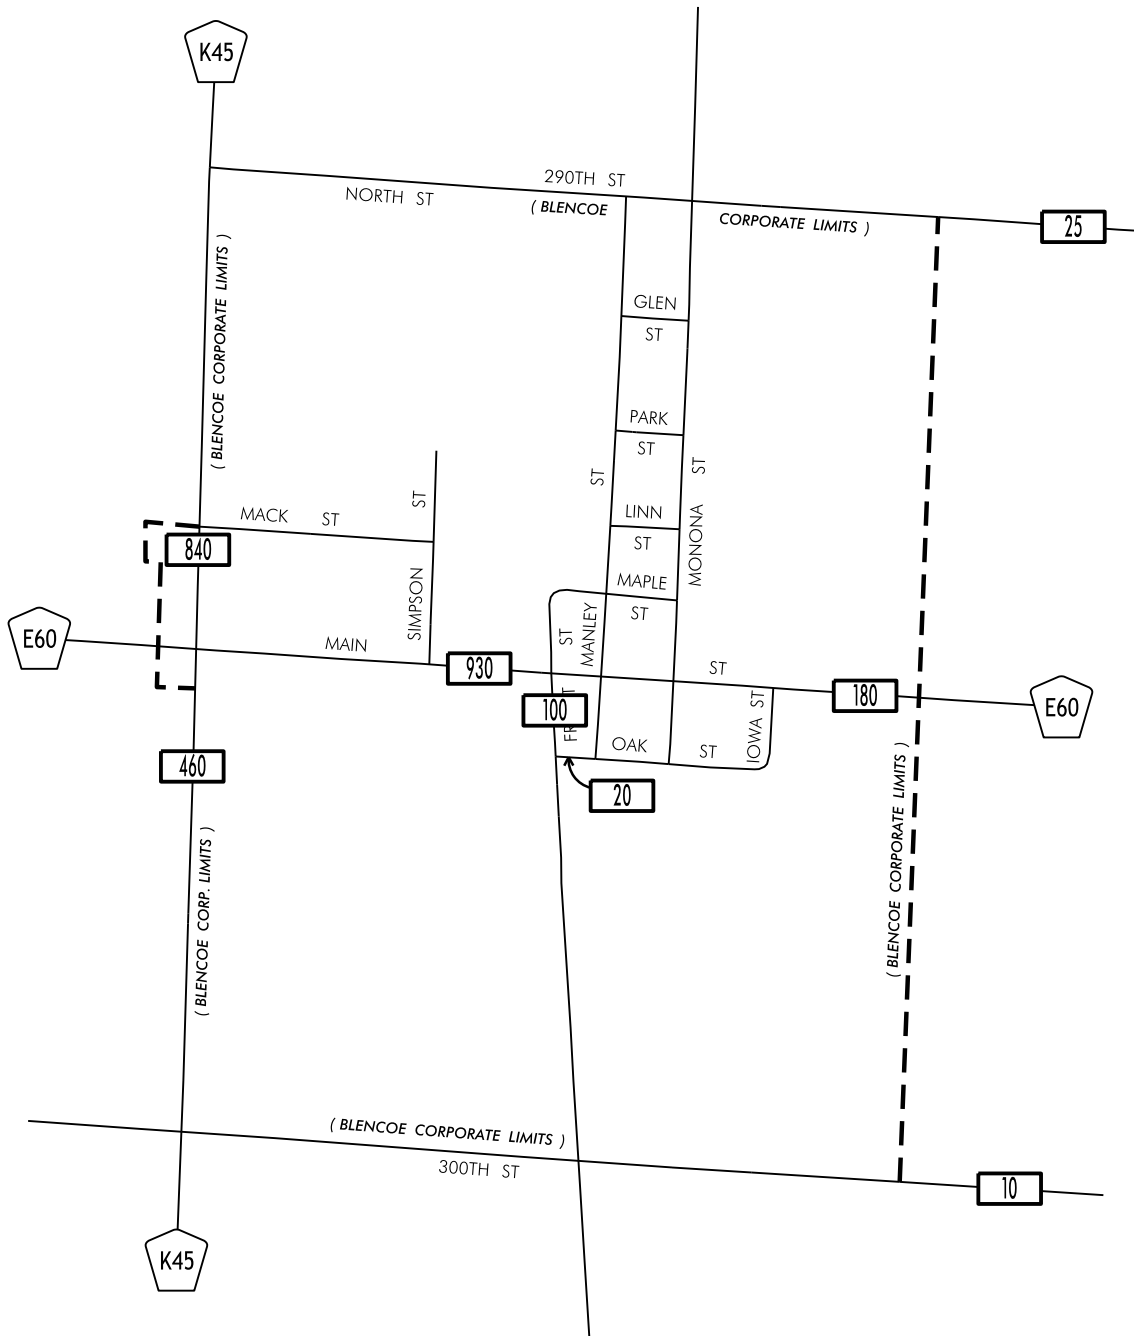 K45
290TH ST
NORTH ST
( BLENCOE CORPORATE LIMITS )
25
( BLENCOE CORPORATE LIMITS )
GLEN
ST
PARK
ST
ST
MONONA ST
LINN
ST
MACK ST
SIMPSON ST
840
MAPLE
ST
MANLEY
ST
E60
MAIN
930
ST
180
E60
100
IOWA ST
OAK ST
460
20
( BLENCOE CORPORATE LIMITS )
( BLENCOE CORP. LIMITS )
( BLENCOE CORPORATE LIMITS )
300TH ST
10
K45